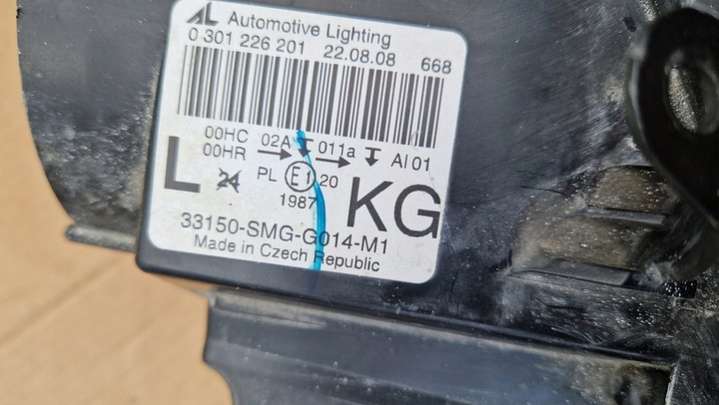 AL Automotive Lighting
0 301 226 201 22.08.08 668
00HC 02A 011a AI 01
00HR
L PL E1 20 KG
1987
33150-SMG-G014-M1
Made in Czech Republic